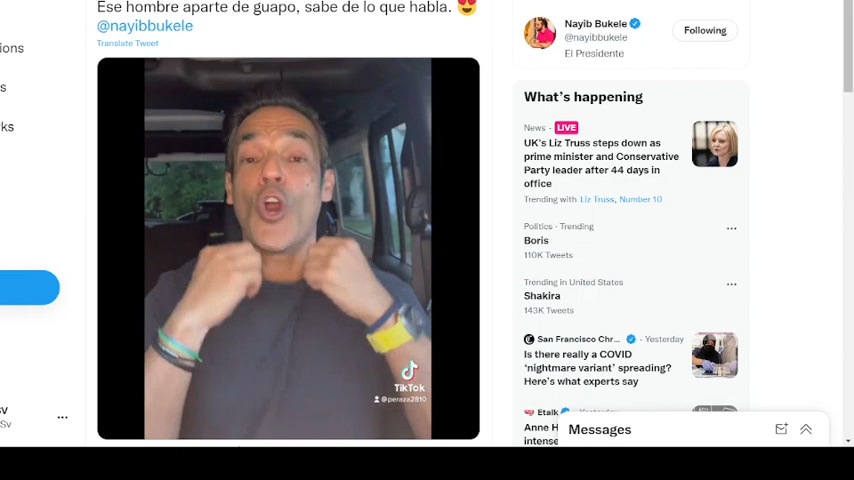 Ese hombre aparte de guapo, sabe de lo que habla. 😍
@nayibbukele
Translate Tweet
TikTok
@peraza2810
Nayib Bukele
@nayibbukele
El Presidente
Following
What's happening
News · LIVE
UK's Liz Truss steps down as
prime minister and Conservative
Party leader after 44 days in
office
Trending with Liz Truss, Number 10
Politics · Trending
Boris
110K Tweets
Trending in United States
Shakira
143K Tweets
San Francisco Chr... · Yesterday
Is there really a COVID
'nightmare variant' spreading?
Here's what experts say
Etalk
Anne H
intense
Messages